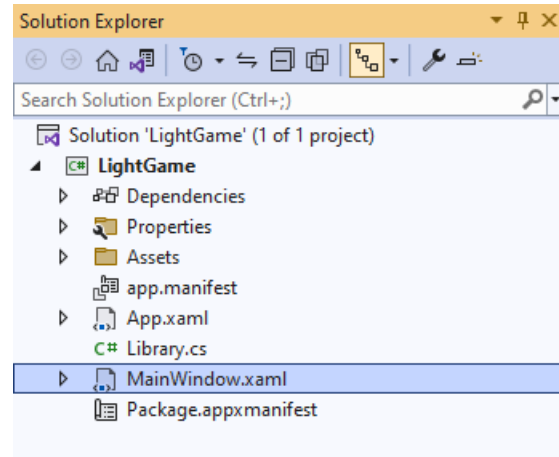 Solution Explorer
Search Solution Explorer (Ctrl+;)
Solution 'LightGame' (1 of 1 project)
C# LightGame
Dependencies
Properties
Assets
app.manifest
App.xaml
C# Library.cs
MainWindow.xaml
Package.appxmanifest